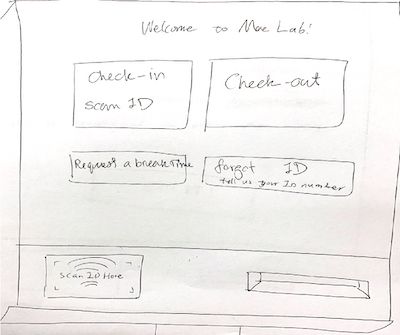 Welcome to Mac Lab!
Check-in
scan ID
Check-out
Request a break Time
forgot ID
tell us your ID number
Scan ID Here